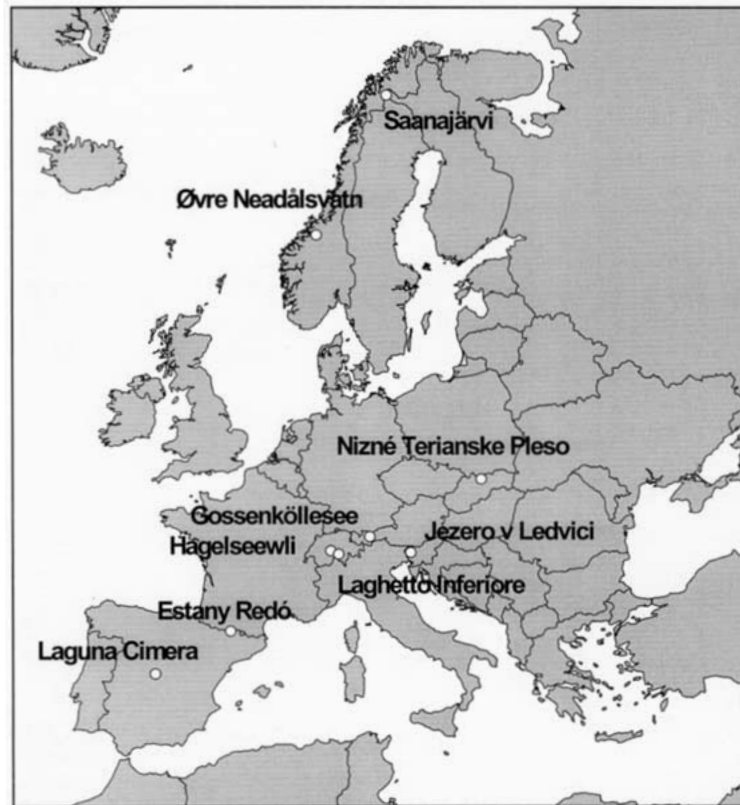 Saanajärvi
Øvre Neadålsvatn
Nizné Terianske Pleso
Gossenköllesee
Jezero v Ledvici
Hagelseewli
Laghetto Inferiore
Estany Redó
Laguna Cimera